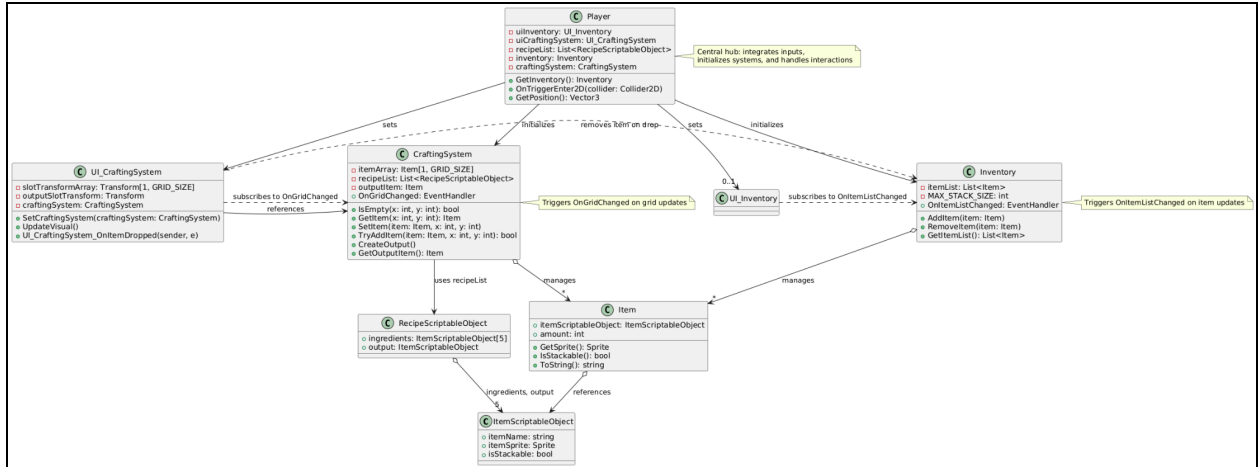 C Player
uiInventory: UI_Inventory
uiCraftingSystem: UI_CraftingSystem
recipeList: List<RecipeScriptableObject>
inventory: Inventory
craftingSystem: CraftingSystem
GetInventory(): Inventory
OnTriggerEnter2D(collider: Collider2D)
GetPosition(): Vector3
Central hub: integrates inputs,
initializes systems, and handles interactions
sets
initializes
removes item on drop
sets
initializes
C UI_CraftingSystem
slotTransformArray: Transform[1, GRID_SIZE]
outputSlotTransform: Transform
craftingSystem: CraftingSystem
SetCraftingSystem(craftingSystem: CraftingSystem)
UpdateVisual()
UI_CraftingSystem_OnItemDropped(sender, e)
subscribes to OnGridChanged
references
C CraftingSystem
itemArray: Item[1, GRID_SIZE]
recipeList: List<RecipeScriptableObject>
outputItem: Item
OnGridChanged: EventHandler
IsEmpty(x: int, y: int): bool
GetItem(x: int, y: int): Item
SetItem(item: Item, x: int, y: int)
TryAddItem(item: Item, x: int, y: int): bool
CreateOutput()
GetOutputItem(): Item
Triggers OnGridChanged on grid updates
0..1
C UI_Inventory
subscribes to OnItemListChanged
C Inventory
itemList: List<Item>
MAX_STACK_SIZE: int
OnItemListChanged: EventHandler
AddItem(item: Item)
RemoveItem(item: Item)
GetItemList(): List<Item>
Triggers OnItemListChanged on item updates
uses recipeList
manages
*
manages
*
C RecipeScriptableObject
ingredients: ItemScriptableObject[5]
output: ItemScriptableObject
C Item
itemScriptableObject: ItemScriptableObject
amount: int
GetSprite(): Sprite
IsStackable(): bool
ToString(): string
ingredients, output
5
references
C ItemScriptableObject
itemName: string
itemSprite: Sprite
isStackable: bool